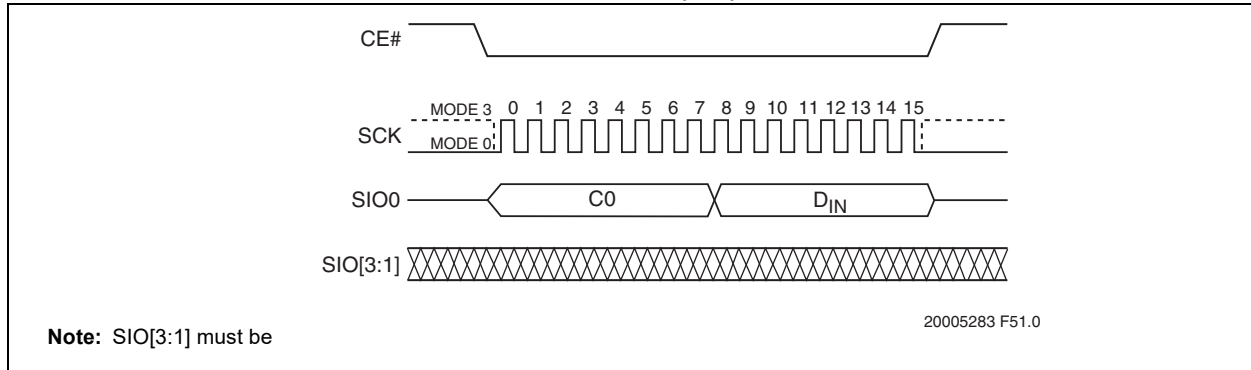 CE#
MODE 3 0 1 2 3 4 5 6 7 8 9 10 11 12 13 14 15
SCK
MODE 0
SIO0 C0 DIN
SIO[3:1]
20005283 F51.0
Note: SIO[3:1] must be